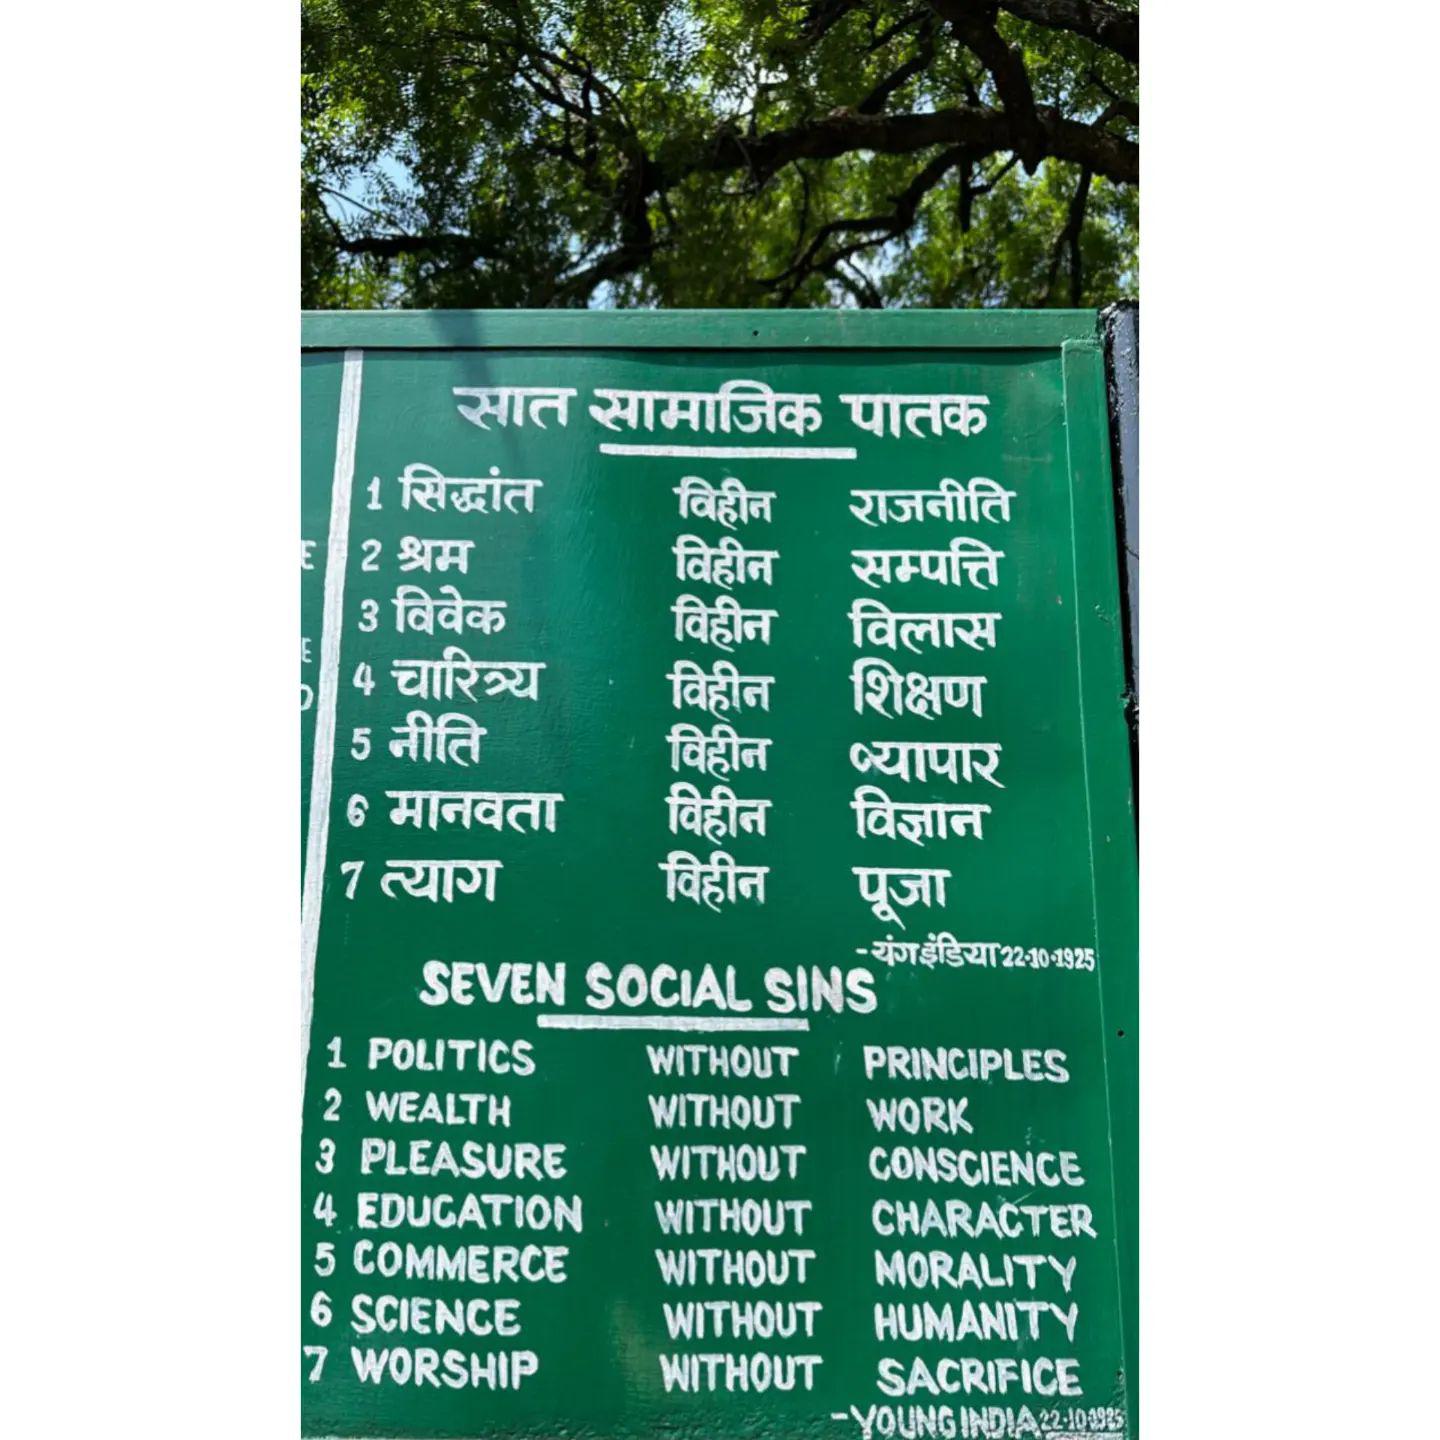 सात सामाजिक पातक
1 सिद्धांत विहीन राजनीति
2 श्रम विहीन सम्पत्ति
3 विवेक विहीन विलास
4 चारित्र्य विहीन शिक्षण
5 नीति विहीन व्यापार
6 मानवता विहीन विज्ञान
7 त्याग विहीन पूजा
-यंग इंडिया 22-10-1925
SEVEN SOCIAL SINS
1 POLITICS WITHOUT PRINCIPLES
2 WEALTH WITHOUT WORK
3 PLEASURE WITHOUT CONSCIENCE
4 EDUCATION WITHOUT CHARACTER
5 COMMERCE WITHOUT MORALITY
6 SCIENCE WITHOUT HUMANITY
7 WORSHIP WITHOUT SACRIFICE
-YOUNG INDIA 22-10-1925